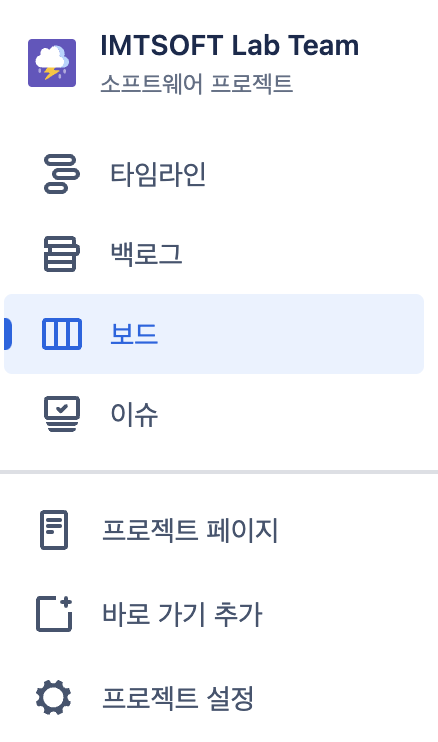 IMTSOFT Lab Team
소프트웨어 프로젝트
타임라인
백로그
보드
이슈
프로젝트 페이지
바로 가기 추가
프로젝트 설정